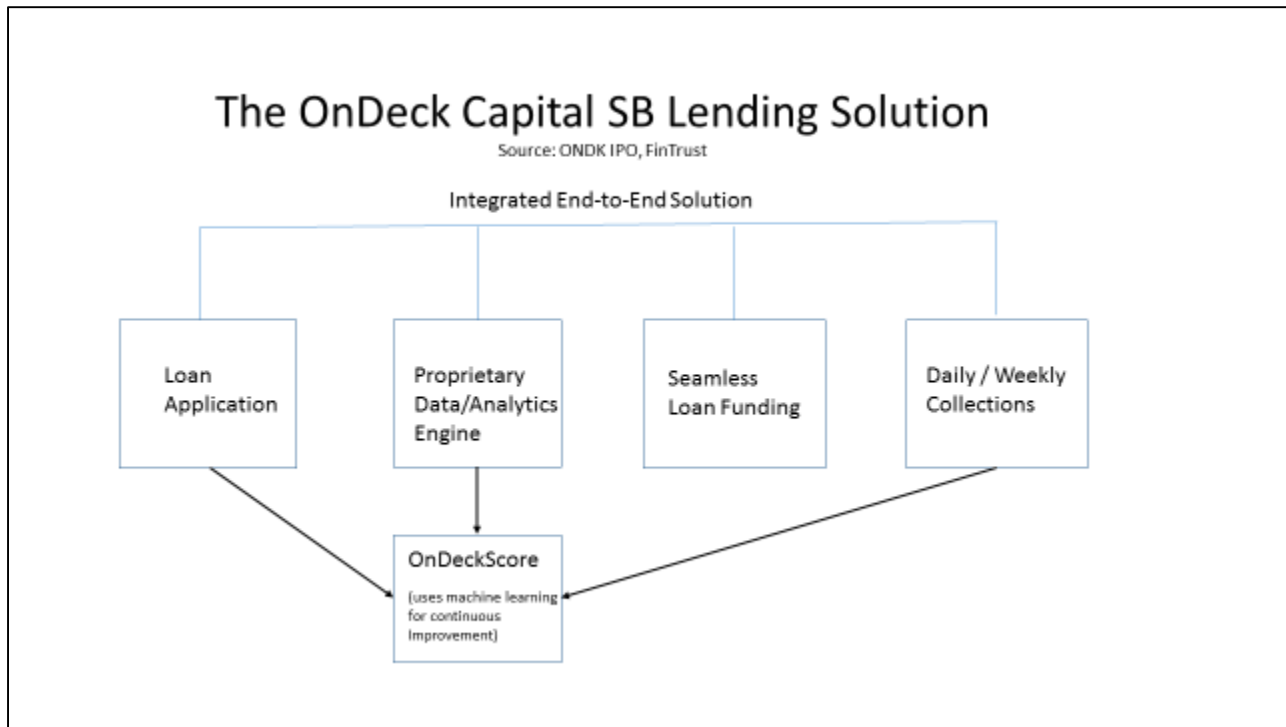 The OnDeck Capital SB Lending Solution
Source: ONDK IPO, FinTrust
Integrated End-to-End Solution
Loan
Application
Proprietary
Data/Analytics
Engine
Seamless
Loan Funding
Daily / Weekly
Collections
OnDeckScore
(uses machine learning
for continuous
Improvement)